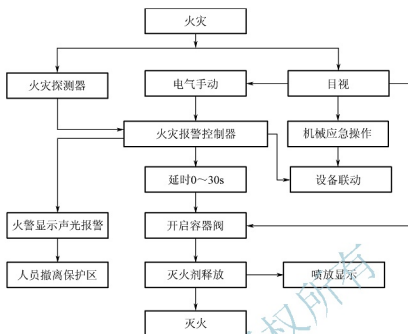 火灾
火灾探测器
电气手动
目视
火灾报警控制器
机械应急操作
延时0～30s
设备联动
火警显示声光报警
开启容器阀
人员撤离保护区
灭火剂释放
喷放显示
灭火
权所有